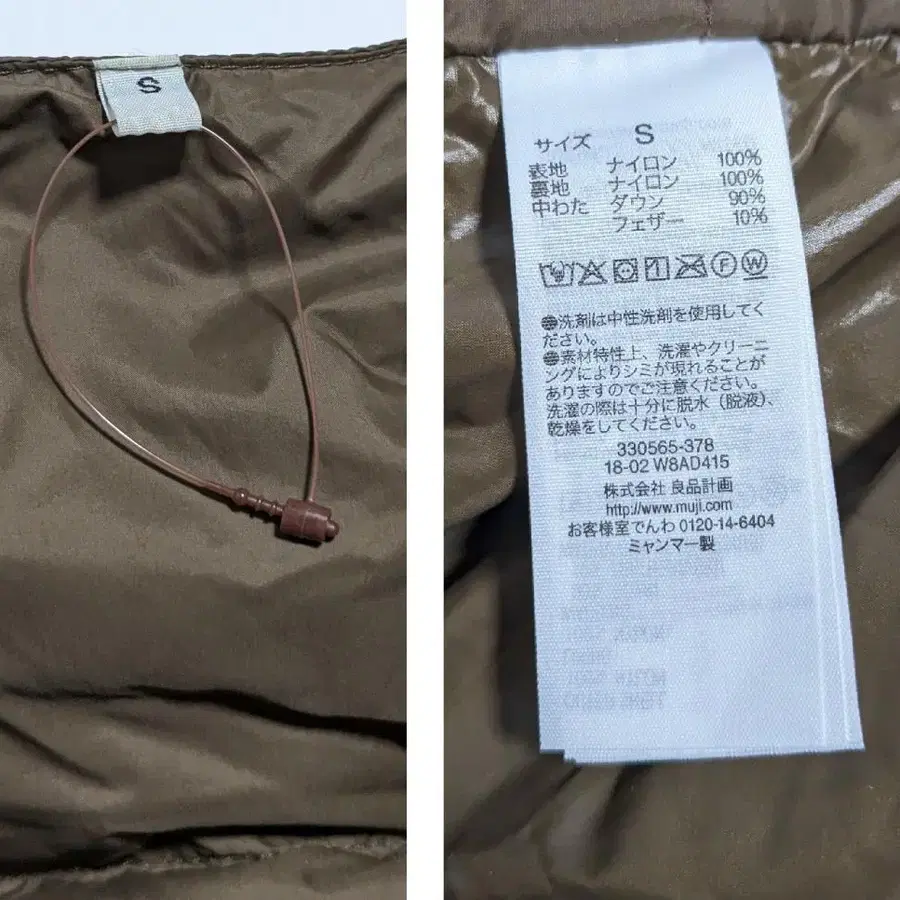 S
サイズ S
表地 ナイロン 100%
裏地 ナイロン 100%
中わた ダウン 90%
フェザー 10%
F W
●洗剤は中性洗剤を使用してく
ださい。
●素材特性上、洗濯やクリーニ
ングによりシミが現れることが
ありますのでご注意ください。
洗濯の際は十分に脱水（脱液）、
乾燥をしてください。
330565-378
18-02 W8AD415
株式会社 良品計画
http://www.muji.com
お客様室でんわ 0120-14-6404
ミャンマー製